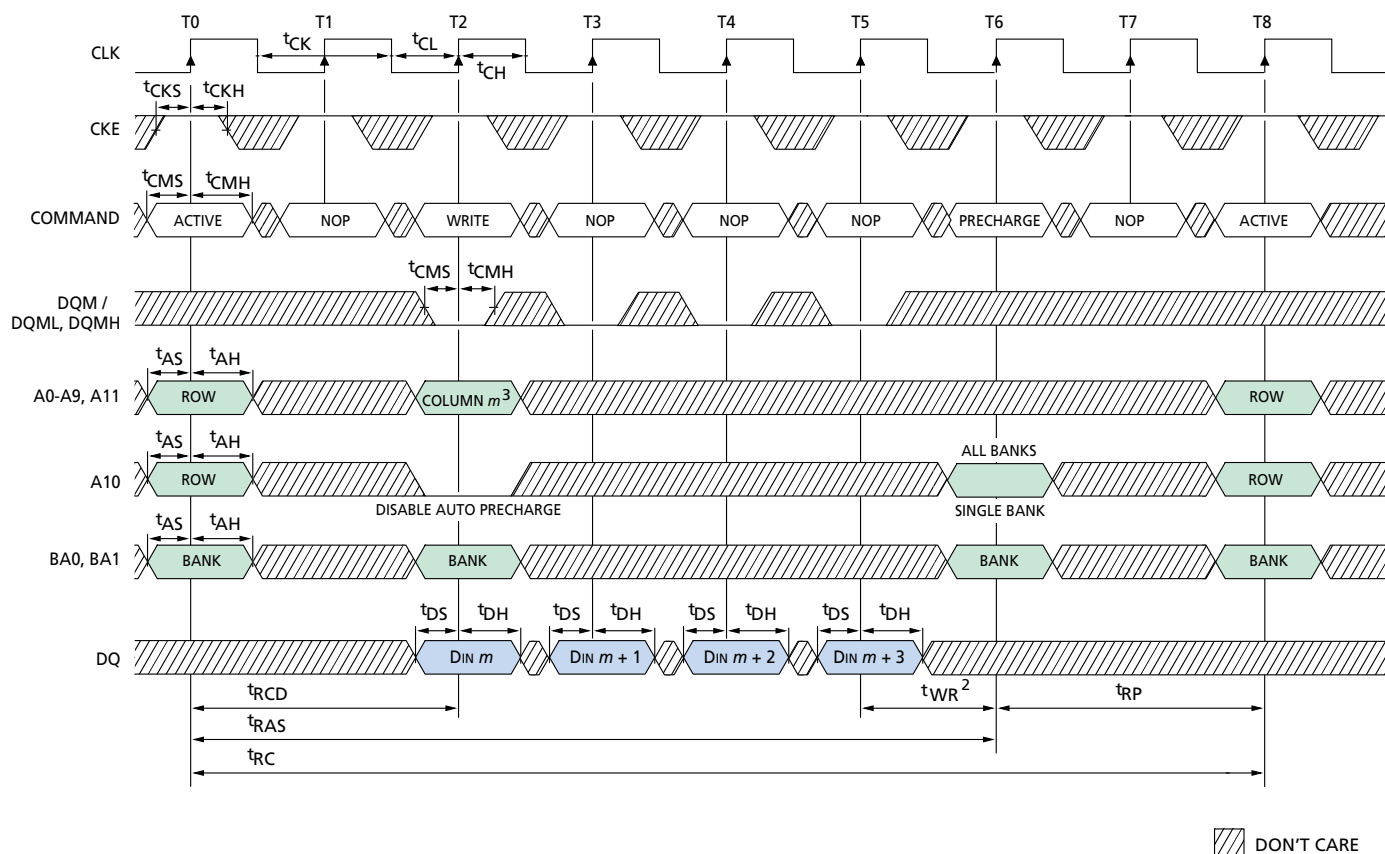 T0 T1 T2 T3 T4 T5 T6 T7 T8
CLK
tCK tCL
tCH
tCKS tCKH
CKE
tCMS tCMH
COMMAND ACTIVE NOP WRITE NOP NOP NOP PRECHARGE NOP ACTIVE
tCMS tCMH
DQM /
DQML, DQMH
tAS tAH
A0-A9, A11 ROW COLUMN m3 ROW
tAS tAH
ALL BANKS
A10 ROW ROW
DISABLE AUTO PRECHARGE SINGLE BANK
tAS tAH
BA0, BA1 BANK BANK BANK BANK
tDS tDH tDS tDH tDS tDH tDS tDH
DQ DIN m DIN m + 1 DIN m + 2 DIN m + 3
tRCD tWR2 tRP
tRAS
tRC
DON'T CARE